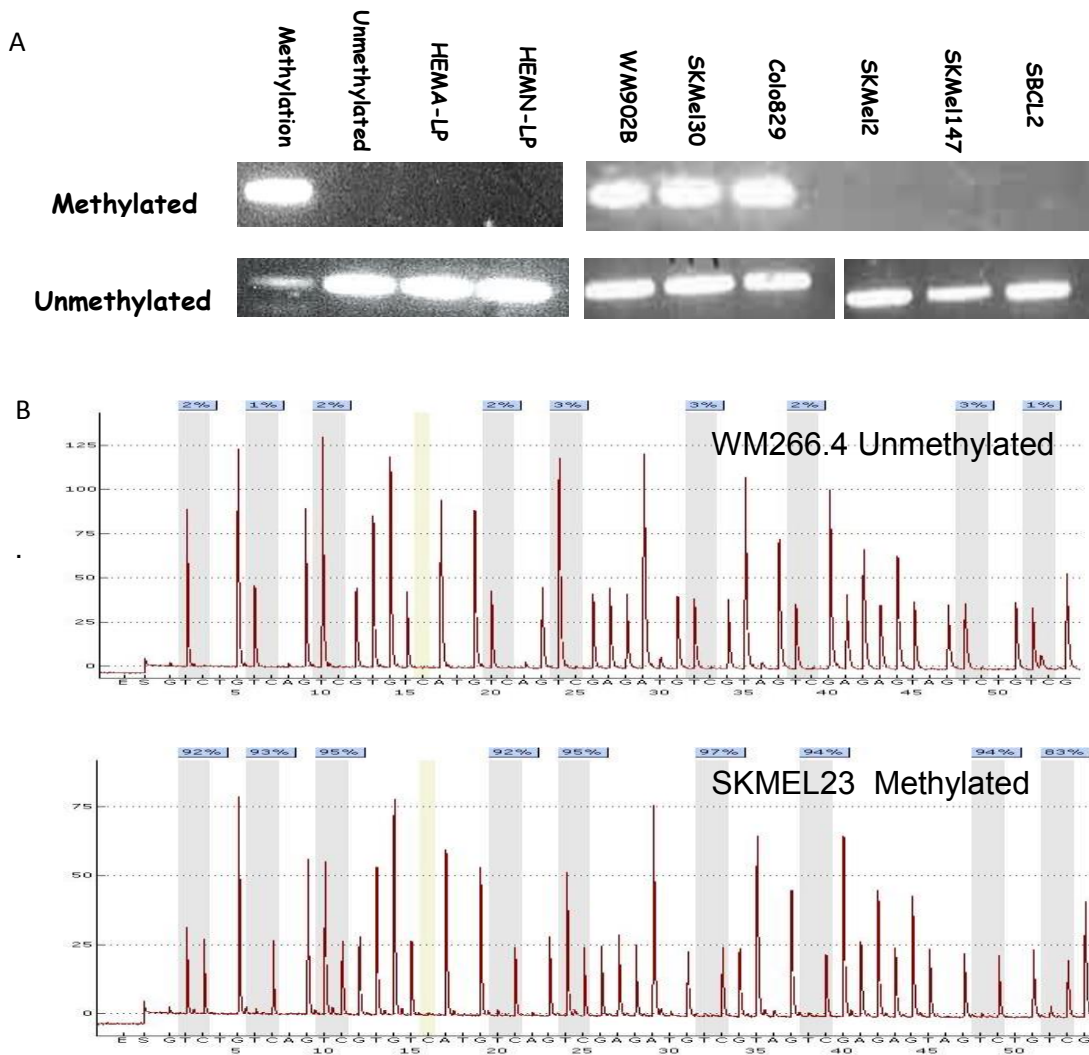 A
Methylation
Unmethylated
HEMA-LP
HEMN-LP
WM902B
SKMel30
Colo829
SKMel2
SKMel147
SBCL2
Methylated
Unmethylated
B
2% 1% 2% 2% 3% 3% 2% 3% 1%
WM266.4 Unmethylated
125
100
75
50
25
0
.
E S G T C T G T C A G C G T G T C A T G T C A G T C G A G A T G T C G T A G T C G A G A G T A G T C T G T C G
5 10 15 20 25 30 35 40 45 50
92% 93% 95% 92% 95% 97% 94% 94% 83%
SKMEL23 Methylated
75
50
25
0
5 10 15 20 25 30 35 40 45 50